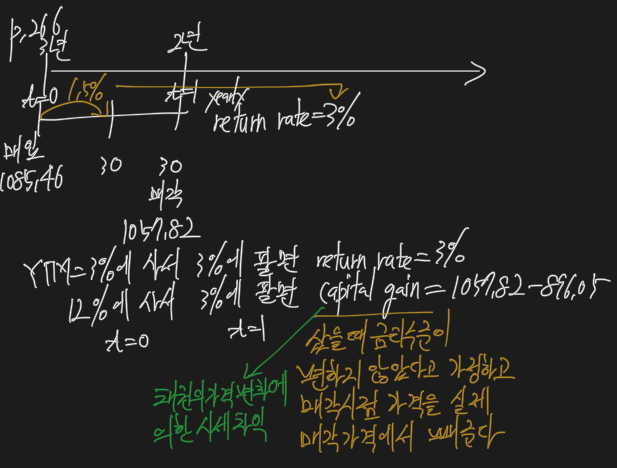 p.266
3년
2년
t=0
1.5%
t=1
yearly
return rate=3%
매입
1085.46
30
30
매각
1057.82
YTM=3%에 사서 3%에 팔면 return rate=3%
12%에 사서 3%에 팔면 capital gain=1057.82-896.05
t=0
t=1
채권의 가격 변화에
의한 시세차익
샀을때 금리수준이
변하지 않았다고 가정하고
매각시점 가격을 실제
매각가격에서 빼준다